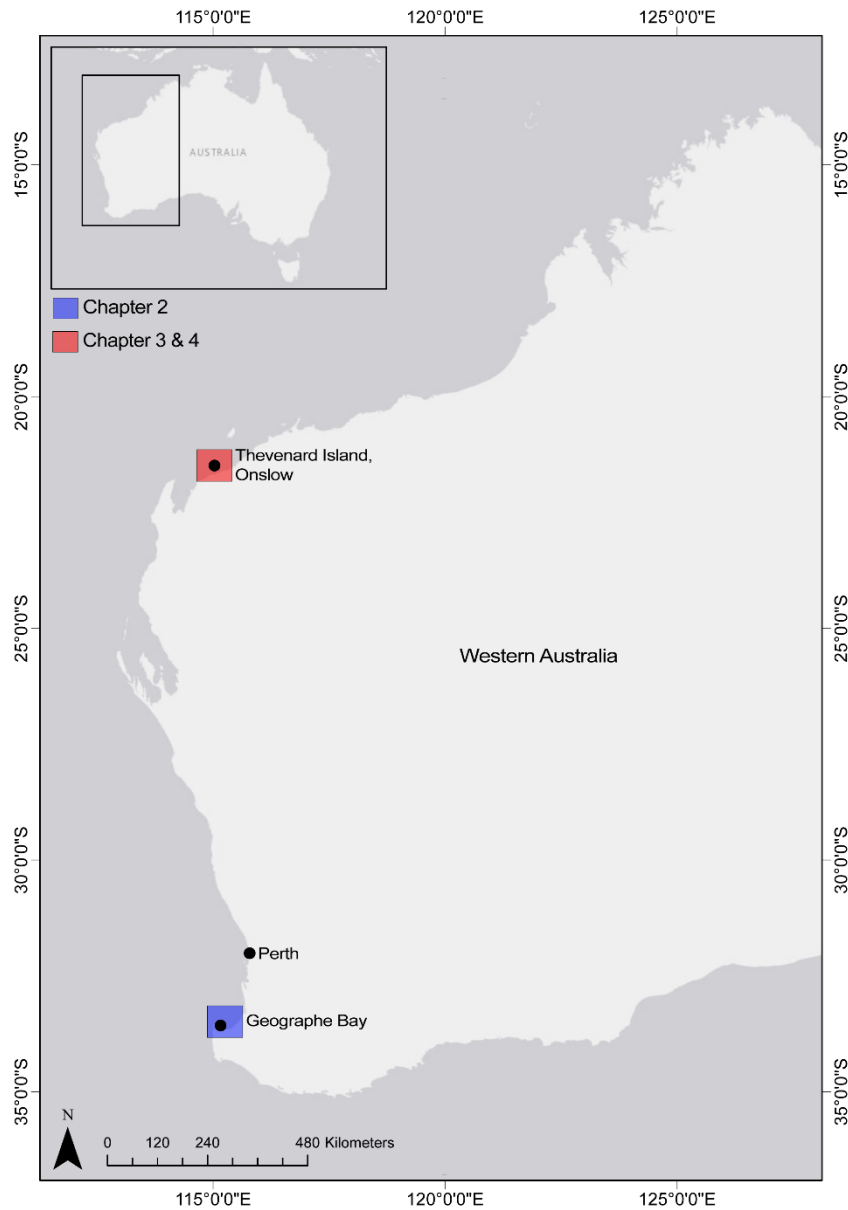 115°0'0"E 120°0'0"E 125°0'0"E
AUSTRALIA
15°0'0"S 15°0'0"S
Chapter 2
Chapter 3 & 4
20°0'0"S 20°0'0"S
Thevenard Island,
Onslow
25°0'0"S 25°0'0"S
Western Australia
30°0'0"S 30°0'0"S
Perth
Geographe Bay
35°0'0"S 35°0'0"S
N
0 120 240 480 Kilometers
115°0'0"E 120°0'0"E 125°0'0"E